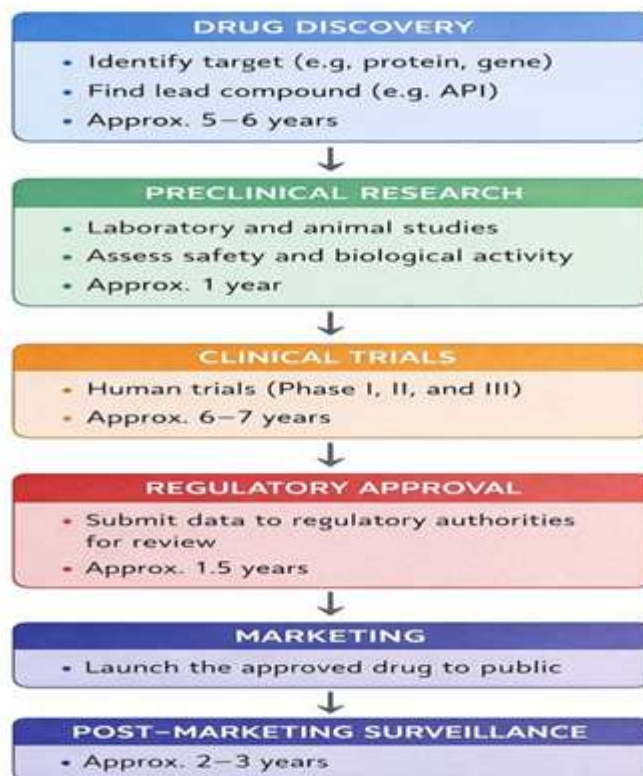 DRUG DISCOVERY
• Identify target (e.g, protein, gene)
• Find lead compound (e.g. API)
• Approx. 5–6 years
PRECLINICAL RESEARCH
• Laboratory and animal studies
• Assess safety and biological activity
• Approx. 1 year
CLINICAL TRIALS
• Human trials (Phase I, II, and III)
• Approx. 6–7 years
REGULATORY APPROVAL
• Submit data to regulatory authorities
for review
• Approx. 1.5 years
MARKETING
• Launch the approved drug to public
POST–MARKETING SURVEILLANCE
• Approx. 2–3 years